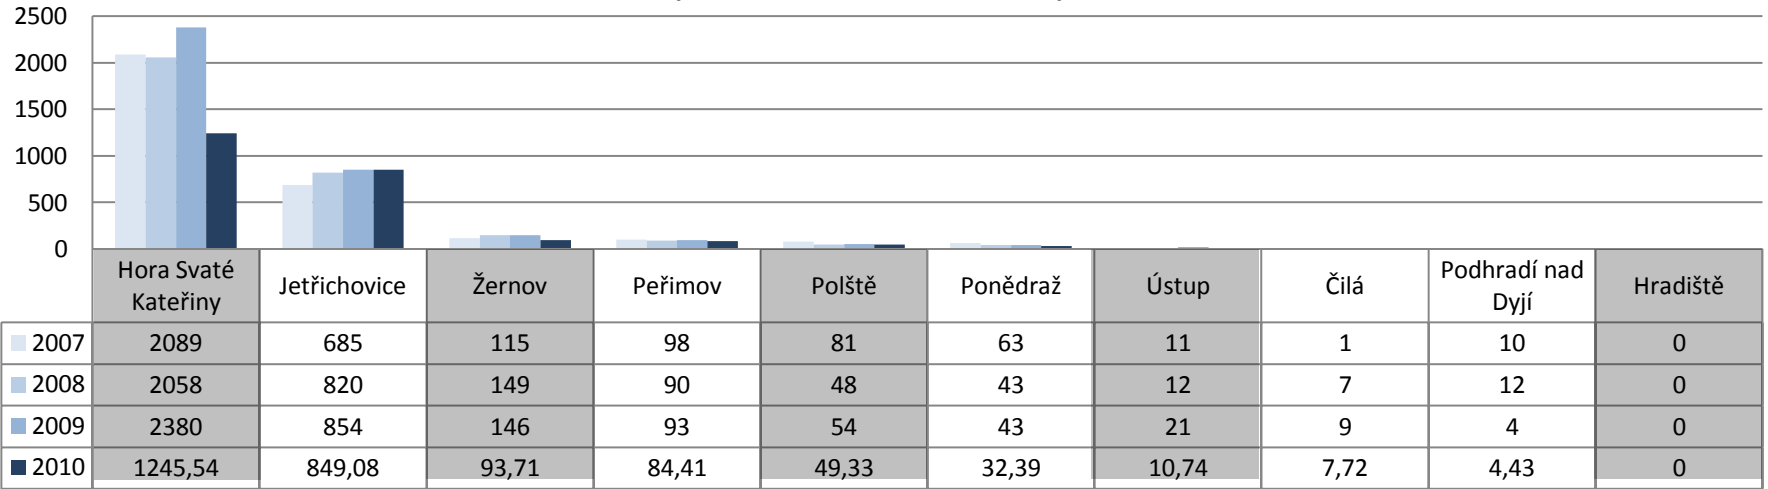 2500
2000
1500
1000
500
0
Hora Svaté Kateřiny Jetřichovice Žernov Peřimov Polště Ponědraž Ústup Čilá Podhradí nad Dyjí Hradiště
2007 2089 685 115 98 81 63 11 1 10 0
2008 2058 820 149 90 48 43 12 7 12 0
2009 2380 854 146 93 54 43 21 9 4 0
2010 1245,54 849,08 93,71 84,41 49,33 32,39 10,74 7,72 4,43 0